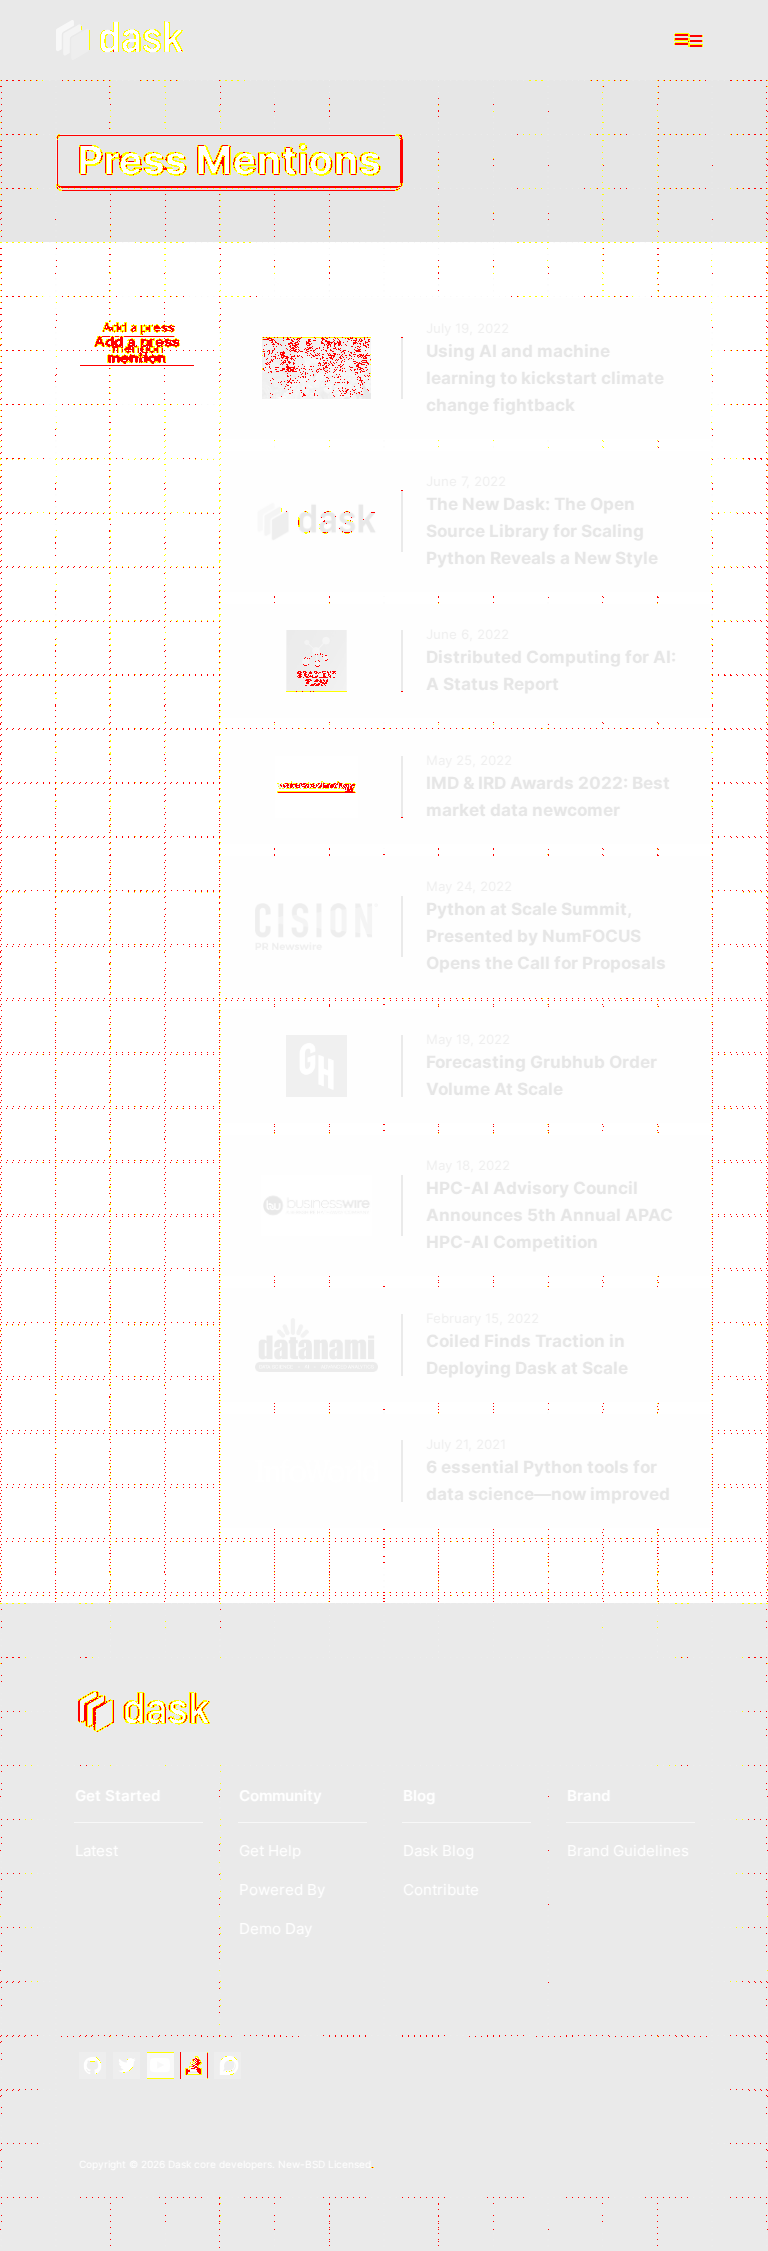 dask
Press Mentions
Add a press
mention
Add a press
mention
July 19, 2022
Using AI and machine
learning to kickstart climate
change fightback
dask
June 7, 2022
The New Dask: The Open
Source Library for Scaling
Python Reveals a New Style
GRADIENT
FLOW
June 6, 2022
Distributed Computing for AI:
A Status Report
May 25, 2022
IMD & IRD Awards 2022: Best
market data newcomer
CISION
PR Newswire
May 24, 2022
Python at Scale Summit,
Presented by NumFOCUS
Opens the Call for Proposals
GH
May 19, 2022
Forecasting Grubhub Order
Volume At Scale
bw businesswire
May 18, 2022
HPC-AI Advisory Council
Announces 5th Annual APAC
HPC-AI Competition
datanami
February 15, 2022
Coiled Finds Traction in
Deploying Dask at Scale
July 21, 2021
6 essential Python tools for
data science—now improved
dask
Get Started
Latest
Community
Get Help
Powered By
Demo Day
Blog
Dask Blog
Contribute
Brand
Brand Guidelines
Copyright © 2026 Dask core developers. New-BSD Licensed.